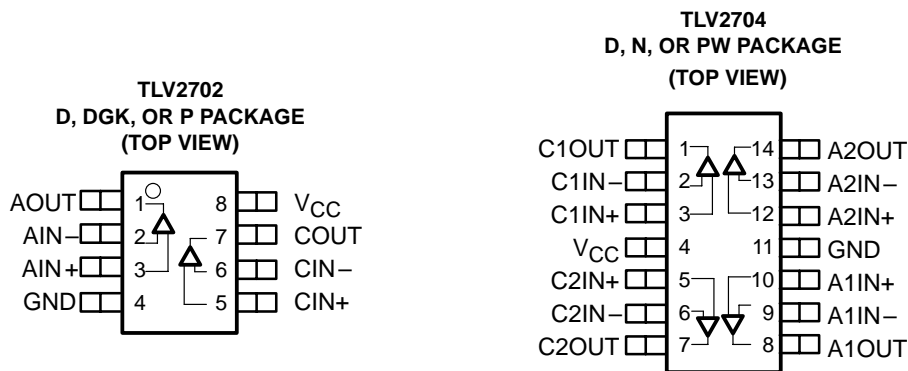 TLV2702
D, DGK, OR P PACKAGE
(TOP VIEW)
AOUT 1 8 VCC
AIN− 2 7 COUT
AIN+ 3 6 CIN−
GND 4 5 CIN+
TLV2704
D, N, OR PW PACKAGE
(TOP VIEW)
C1OUT 1 14 A2OUT
C1IN− 2 13 A2IN−
C1IN+ 3 12 A2IN+
VCC 4 11 GND
C2IN+ 5 10 A1IN+
C2IN− 6 9 A1IN−
C2OUT 7 8 A1OUT